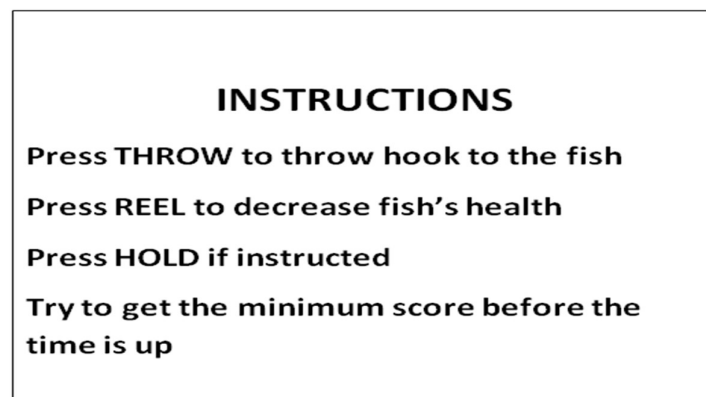 INSTRUCTIONS
Press THROW to throw hook to the fish
Press REEL to decrease fish’s health
Press HOLD if instructed
Try to get the minimum score before the
time is up